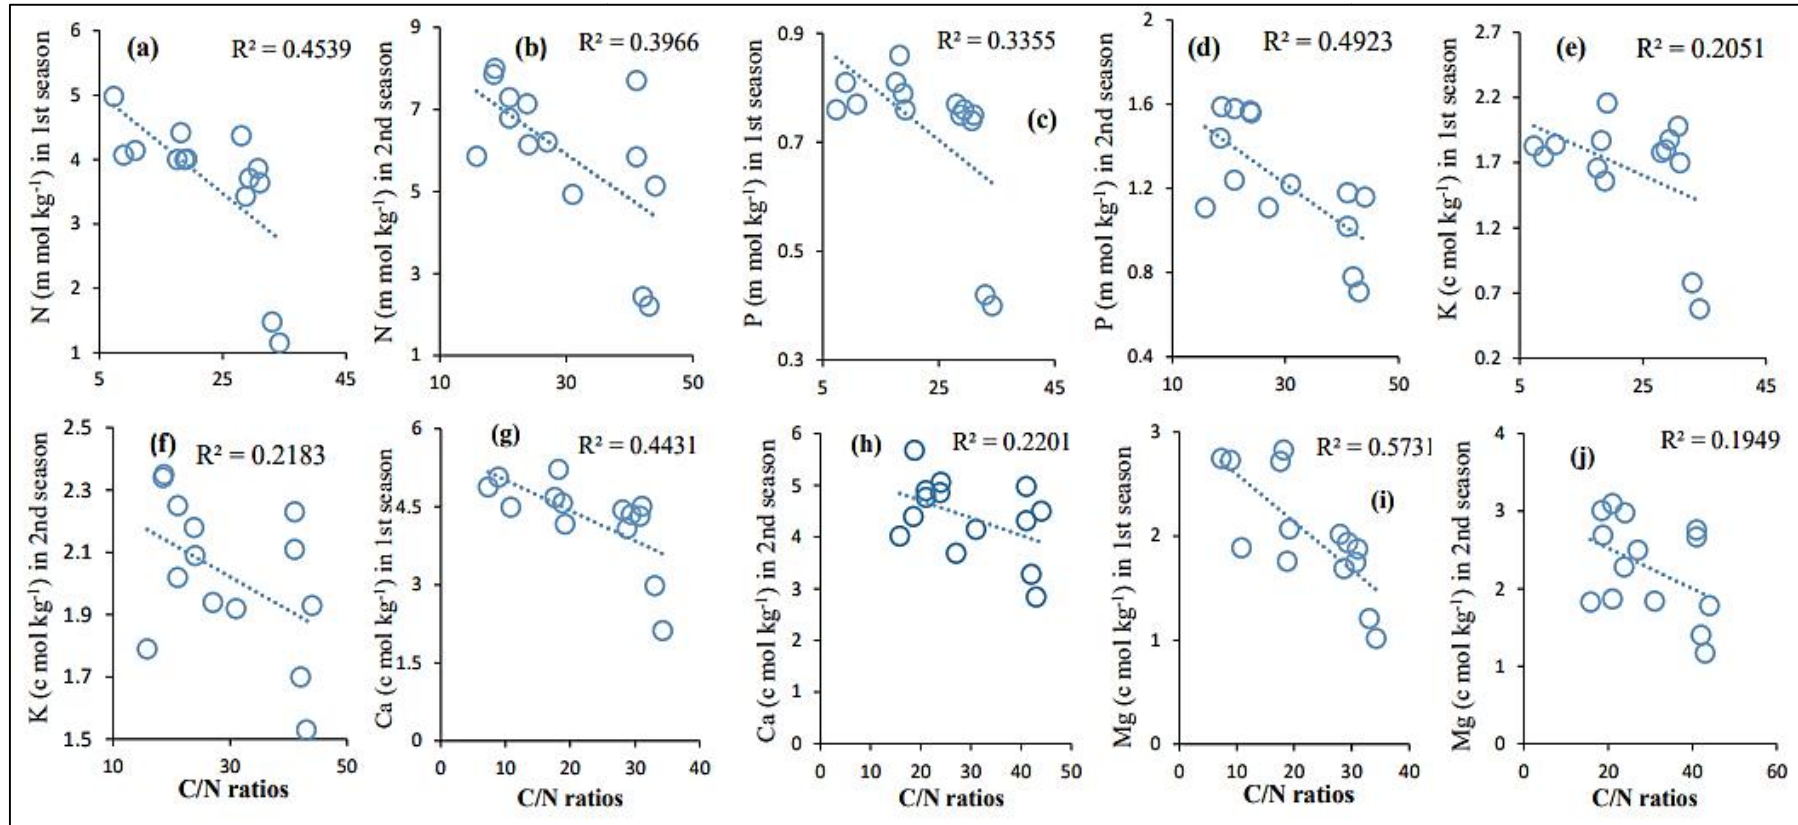 N (m mol kg⁻¹) in 1st season
(a)
R² = 0.4539
6
5
4
3
2
1
5 25 45
N (m mol kg⁻¹) in 2nd season
(b)
R² = 0.3966
9
7
5
3
1
10 30 50
P (m mol kg⁻¹) in 1st season
R² = 0.3355
(c)
0.9
0.7
0.5
0.3
5 25 45
P (m mol kg⁻¹) in 2nd season
(d)
R² = 0.4923
2
1.6
1.2
0.8
0.4
10 30 50
K (c mol kg⁻¹) in 1st season
(e)
R² = 0.2051
2.7
2.2
1.7
1.2
0.7
0.2
5 25 45
K (c mol kg⁻¹) in 2nd season
(f)
R² = 0.2183
2.5
2.3
2.1
1.9
1.7
1.5
10 30 50
C/N ratios
Ca (c mol kg⁻¹) in 1st season
(g)
R² = 0.4431
6
4.5
3
1.5
0
0 10 20 30 40
C/N ratios
Ca (c mol kg⁻¹) in 2nd season
(h)
R² = 0.2201
6
5
4
3
2
1
0
0 10 20 30 40 50
C/N ratios
Mg (c mol kg⁻¹) in 1st season
R² = 0.5731
(i)
3
2
1
0
0 10 20 30 40
C/N ratios
Mg (c mol kg⁻¹) in 2nd season
R² = 0.1949
(j)
4
3
2
1
0
0 20 40 60
C/N ratios